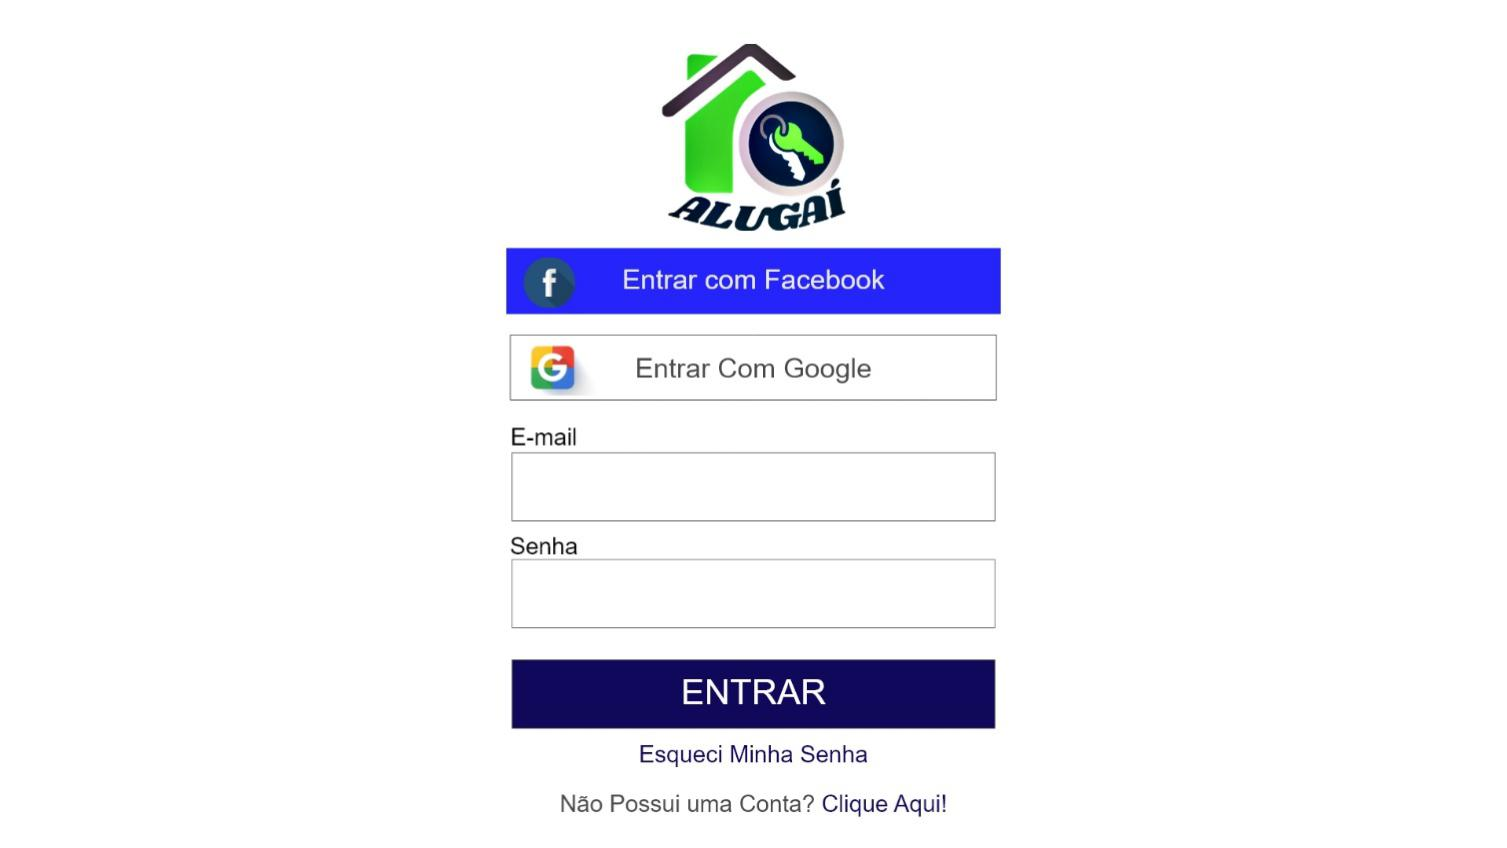 ALUGAÍ
f Entrar com Facebook
G Entrar Com Google
E-mail
Senha
ENTRAR
Esqueci Minha Senha
Não Possui uma Conta? Clique Aqui!